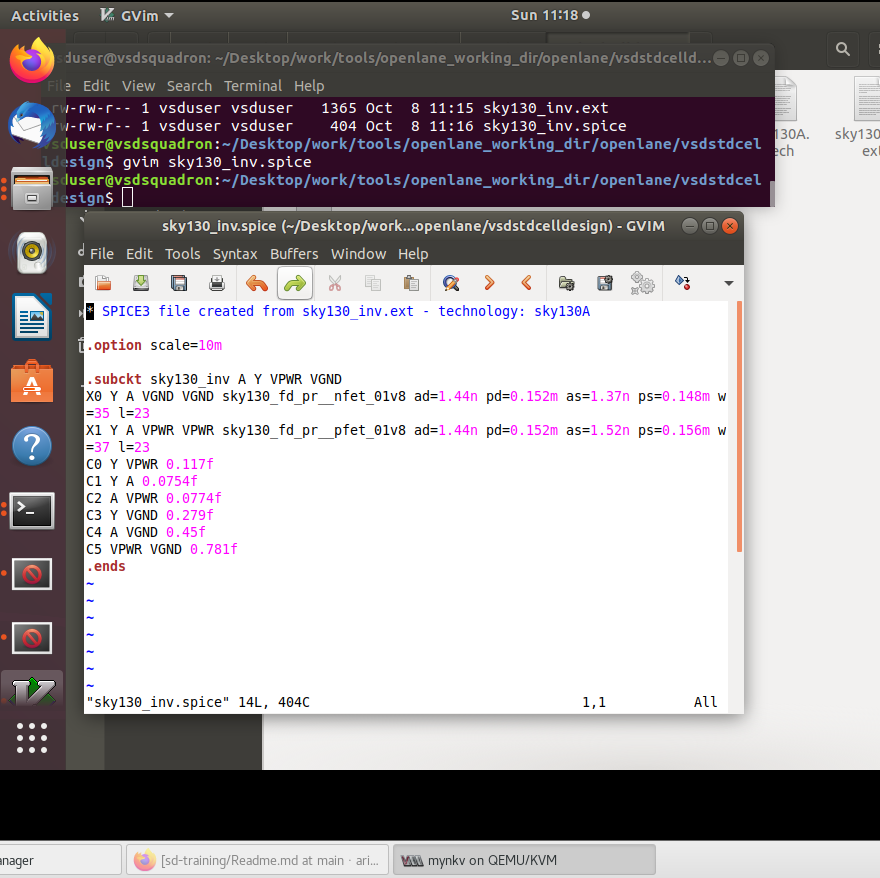 Activities GVim Sun 11:18
vsduser@vsdsquadron: ~/Desktop/work/tools/openlane_working_dir/openlane/vsdstdcelld...
File Edit View Search Terminal Help
-rw-rw-r-- 1 vsduser vsduser 1365 Oct 8 11:15 sky130_inv.ext
-rw-rw-r-- 1 vsduser vsduser 404 Oct 8 11:16 sky130_inv.spice
vsduser@vsdsquadron:~/Desktop/work/tools/openlane_working_dir/openlane/vsdstdcel
ldesign$ gvim sky130_inv.spice
vsduser@vsdsquadron:~/Desktop/work/tools/openlane_working_dir/openlane/vsdstdcel
ldesign$
130A.
ech
sky130
ex
sky130_inv.spice (~/Desktop/work...openlane/vsdstdcelldesign) - GVIM
File Edit Tools Syntax Buffers Window Help
* SPICE3 file created from sky130_inv.ext - technology: sky130A
.option scale=10m
.subckt sky130_inv A Y VPWR VGND
X0 Y A VGND VGND sky130_fd_pr__nfet_01v8 ad=1.44n pd=0.152m as=1.37n ps=0.148m w
=35 l=23
X1 Y A VPWR VPWR sky130_fd_pr__pfet_01v8 ad=1.44n pd=0.152m as=1.52n ps=0.156m w
=37 l=23
C0 Y VPWR 0.117f
C1 Y A 0.0754f
C2 A VPWR 0.0774f
C3 Y VGND 0.279f
C4 A VGND 0.45f
C5 VPWR VGND 0.781f
.ends
~
~
~
~
~
~
~
"sky130_inv.spice" 14L, 404C 1,1 All
anager
[sd-training/Readme.md at main · ari...
mynkv on QEMU/KVM